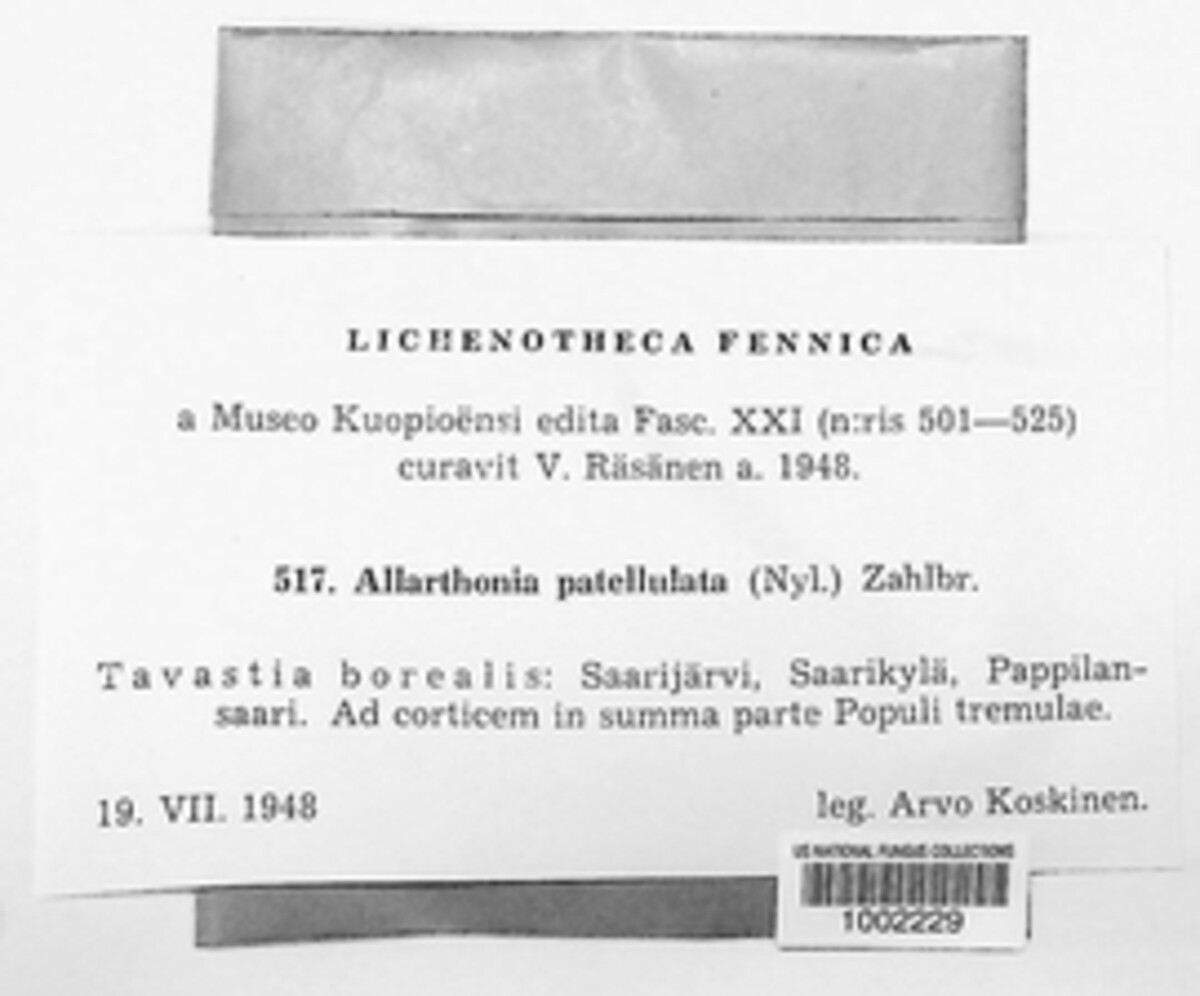 LICHENOTHECA FENNICA
a Museo Kuopioënsi edita Fasc. XXI (n:ris 501—525)
curavit V. Räsänen a. 1948.
517. Allarthonia patellulata (Nyl.) Zahlbr.
Tavastia borealis: Saarijärvi, Saarikylä, Pappilan-
saari. Ad corticem in summa parte Populi tremulae.
19. VII. 1948
leg. Arvo Koskinen.
US NATIONAL FUNGUS COLLECTIONS
1002229